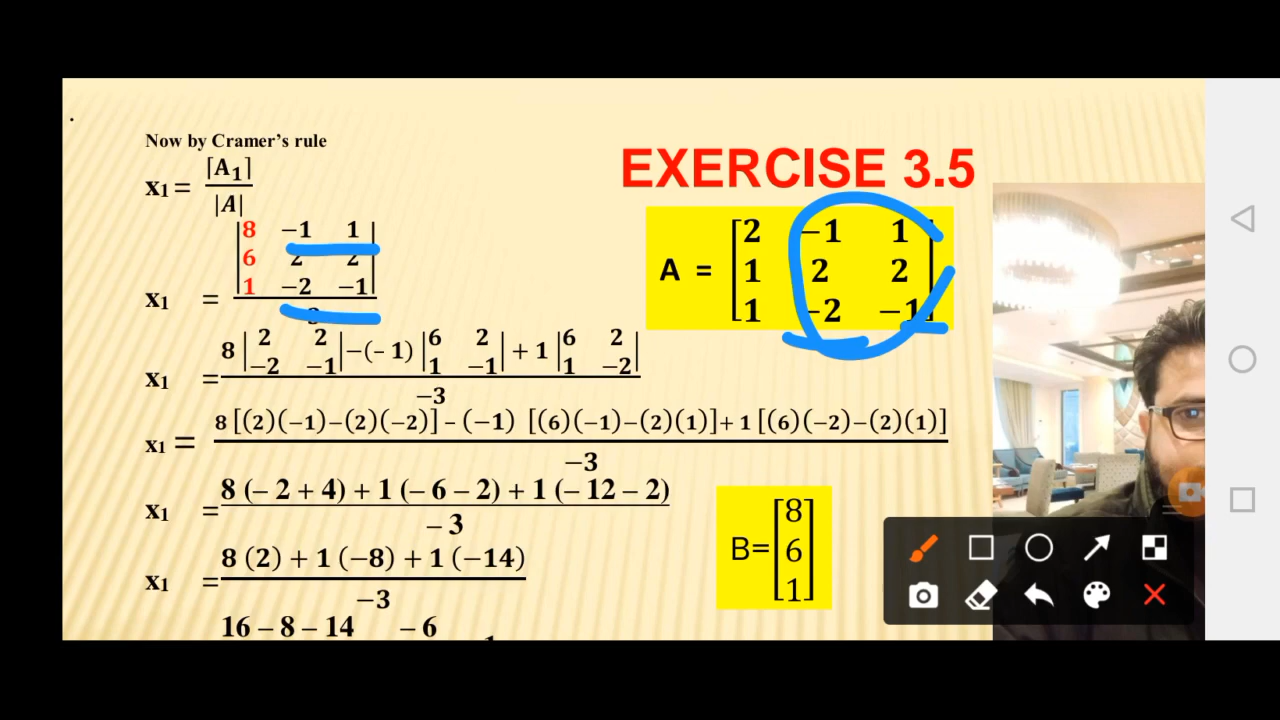 Now by Cramer's rule
x₁ = |A₁| / |A|
EXERCISE 3.5
x₁ = |8 −1 1|
|6 2 2|
|1 −2 −1|
A = [2 −1 1]
[1 2 2]
[1 −2 −1]
x₁ = 8 |2 2| −(− 1) |6 2| + 1 |6 2|
|−2 −1| |1 −1| |1 −2|
−3
x₁ = 8 [(2)(−1)−(2)(−2)] − (−1) [(6)(−1)−(2)(1)]+ 1 [(6)(−2)−(2)(1)]
−3
x₁ = 8 (− 2 + 4) + 1 (− 6 − 2) + 1 (− 12 − 2)
− 3
x₁ = 8 (2) + 1 (−8) + 1 (−14)
−3
16 − 8 − 14 − 6
B= [8]
[6]
[1]